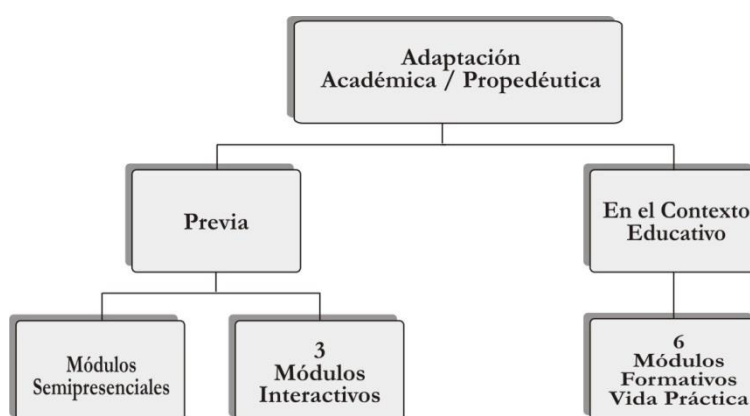 Adaptación
Académica / Propedéutica
Previa
En el Contexto
Educativo
Módulos
Semipresenciales
3
Módulos
Interactivos
6
Módulos
Formativos
Vida Práctica